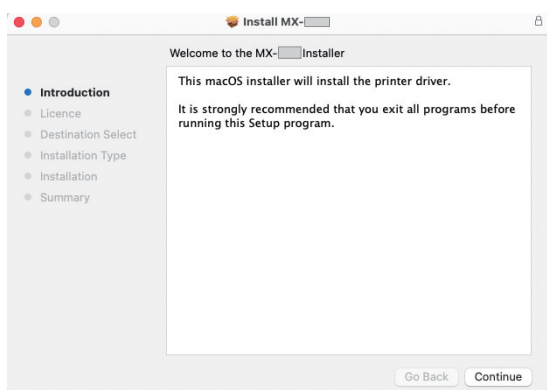 Install MX-
Welcome to the MX- Installer
Introduction
Licence
Destination Select
Installation Type
Installation
Summary
This macOS installer will install the printer driver.
It is strongly recommended that you exit all programs before
running this Setup program.
Go Back Continue